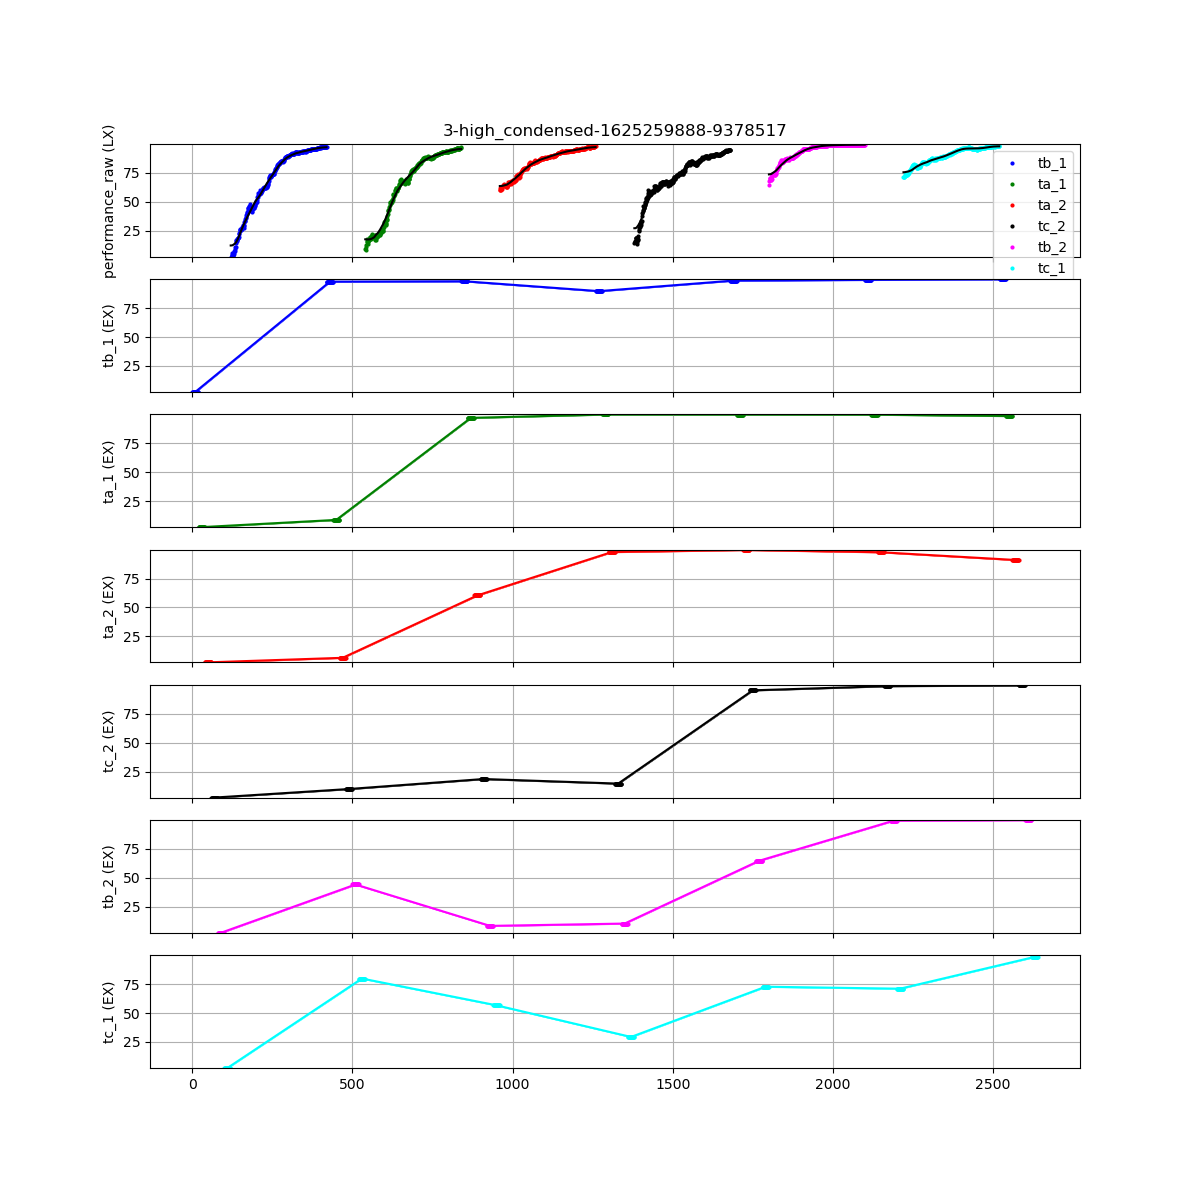 3-high_condensed-1625259888-9378517
performance_raw (LX)
75
50
25
tb_1
ta_1
ta_2
tc_2
tb_2
tc_1
tb_1 (EX)
75
50
25
ta_1 (EX)
75
50
25
ta_2 (EX)
75
50
25
tc_2 (EX)
75
50
25
tb_2 (EX)
75
50
25
tc_1 (EX)
75
50
25
0 500 1000 1500 2000 2500